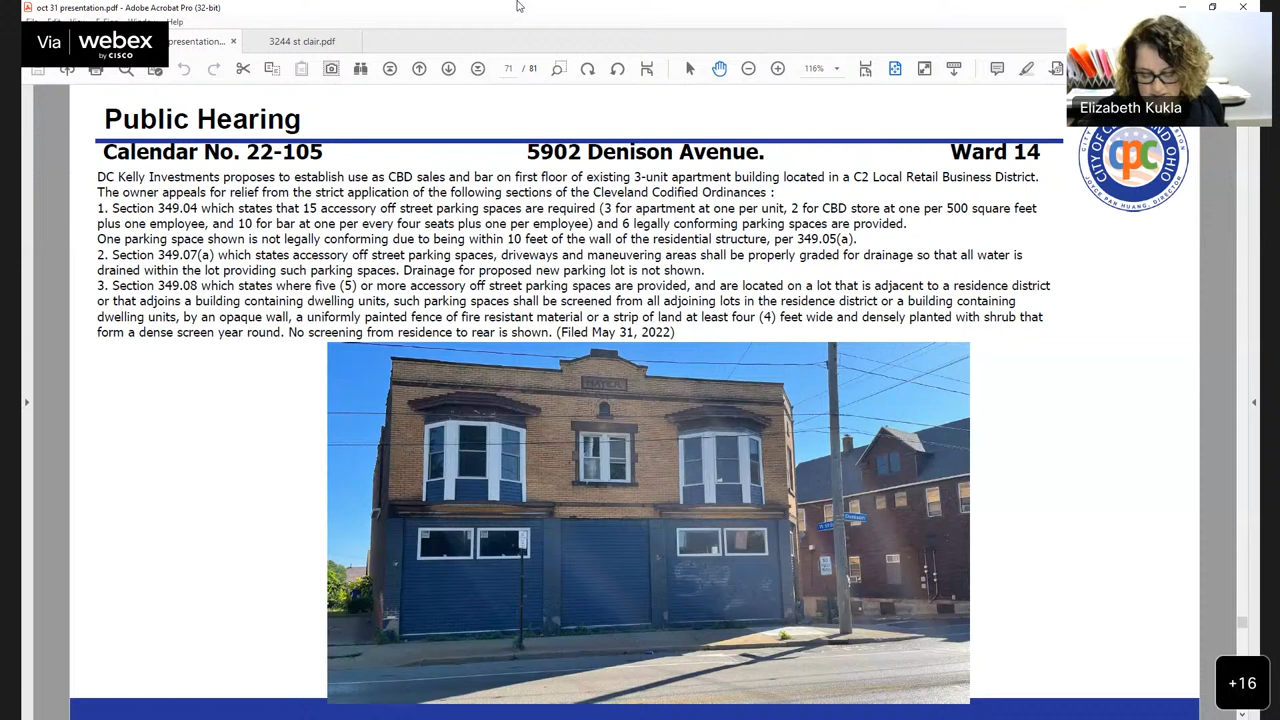 oct 31 presentation.pdf - Adobe Acrobat Pro (32-bit)
Help
Via webex
by CISCO
presentation...
3244 st clair.pdf
71 / 81
116%
Elizabeth Kukla
Public Hearing
Calendar No. 22-105 5902 Denison Avenue. Ward 14
DC Kelly Investments proposes to establish use as CBD sales and bar on first floor of existing 3-unit apartment building located in a C2 Local Retail Business District.
The owner appeals for relief from the strict application of the following sections of the Cleveland Codified Ordinances :
1. Section 349.04 which states that 15 accessory off street parking spaces are required (3 for apartment at one per unit, 2 for CBD store at one per 500 square feet
plus one employee, and 10 for bar at one per every four seats plus one per employee) and 6 legally conforming parking spaces are provided.
One parking space shown is not legally conforming due to being within 10 feet of the wall of the residential structure, per 349.05(a).
2. Section 349.07(a) which states accessory off street parking spaces, driveways and maneuvering areas shall be properly graded for drainage so that all water is
drained within the lot providing such parking spaces. Drainage for proposed new parking lot is not shown.
3. Section 349.08 which states where five (5) or more accessory off street parking spaces are provided, and are located on a lot that is adjacent to a residence district
or that adjoins a building containing dwelling units, such parking spaces shall be screened from all adjoining lots in the residence district or a building containing
dwelling units, by an opaque wall, a uniformly painted fence of fire resistant material or a strip of land at least four (4) feet wide and densely planted with shrub that
form a dense screen year round. No screening from residence to rear is shown. (Filed May 31, 2022)
cpc
Denison
+16